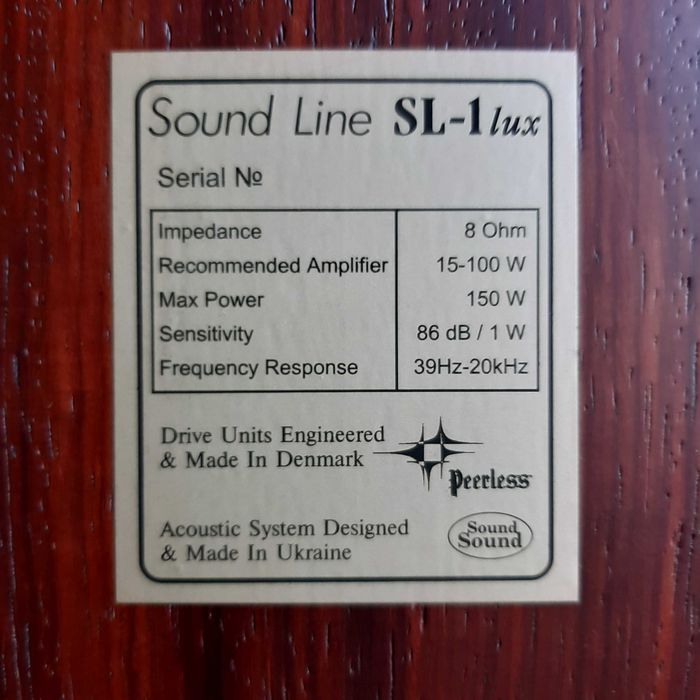 Sound Line SL-1 lux
Serial №
Impedance 8 Ohm
Recommended Amplifier 15-100 W
Max Power 150 W
Sensitivity 86 dB / 1 W
Frequency Response 39Hz-20kHz
Drive Units Engineered
& Made In Denmark
Peerless
Acoustic System Designed
& Made In Ukraine
Sound
Sound